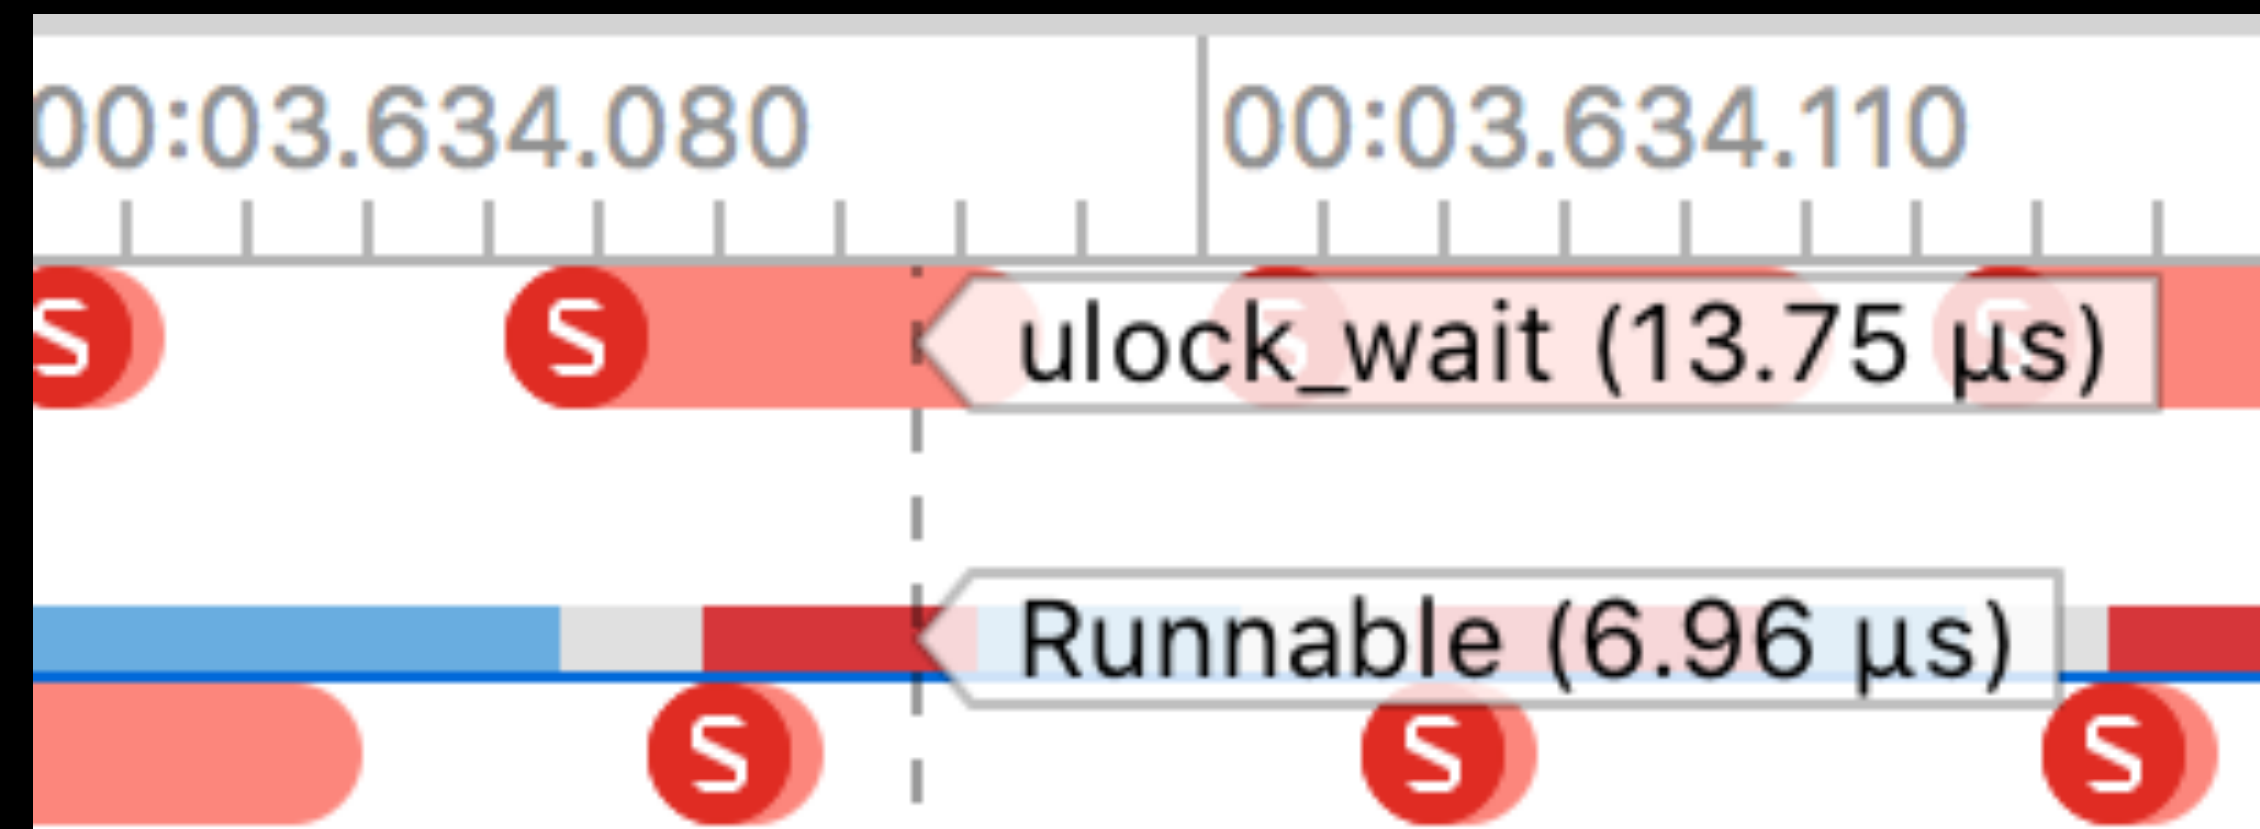 00:03.634.080 00:03.634.110
S S S S ulock_wait (13.75 µs)
Runnable (6.96 µs)
S S S